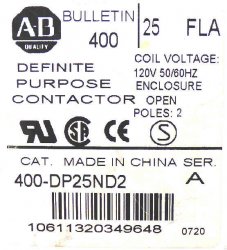 AB
QUALITY
BULLETIN
400
25 FLA
DEFINITE
PURPOSE
CONTACTOR
COIL VOLTAGE:
120V 50/60HZ
ENCLOSURE
OPEN
POLES: 2
CAT. MADE IN CHINA SER.
400-DP25ND2 A
10611320349648 0720